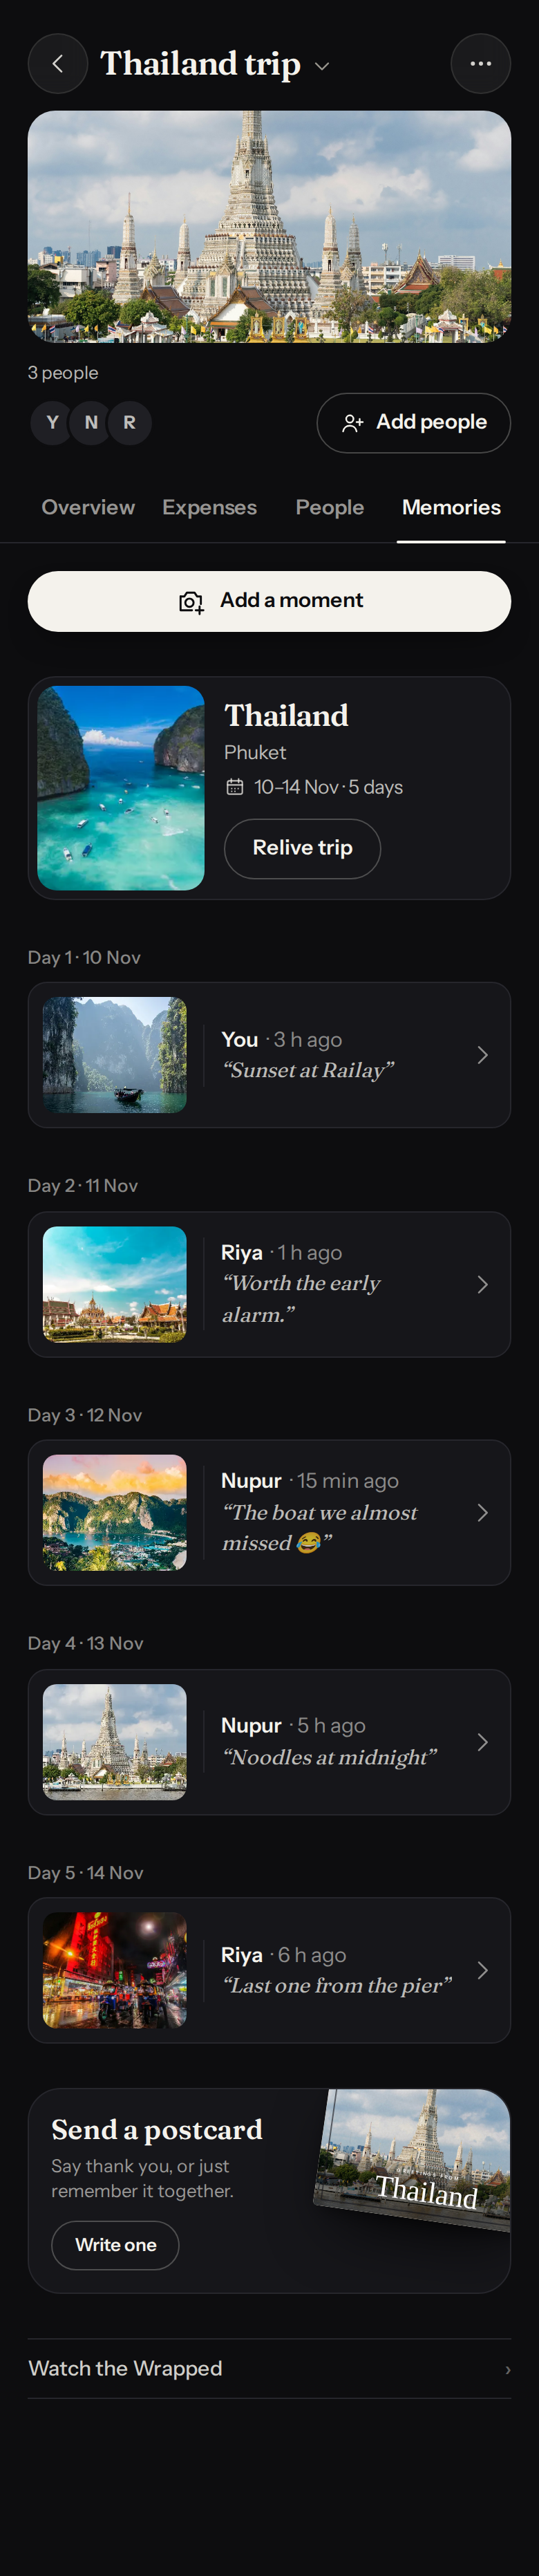 Thailand trip
3 people
Y N R
Add people
Overview Expenses People Memories
Add a moment
Thailand
Phuket
10–14 Nov · 5 days
Relive trip
Day 1 · 10 Nov
You · 3 h ago
“Sunset at Railay”
Day 2 · 11 Nov
Riya · 1 h ago
“Worth the early
alarm.”
Day 3 · 12 Nov
Nupur · 15 min ago
“The boat we almost
missed 😂”
Day 4 · 13 Nov
Nupur · 5 h ago
“Noodles at midnight”
Day 5 · 14 Nov
Riya · 6 h ago
“Last one from the pier”
Send a postcard
Say thank you, or just
remember it together.
Write one
Thailand
Watch the Wrapped